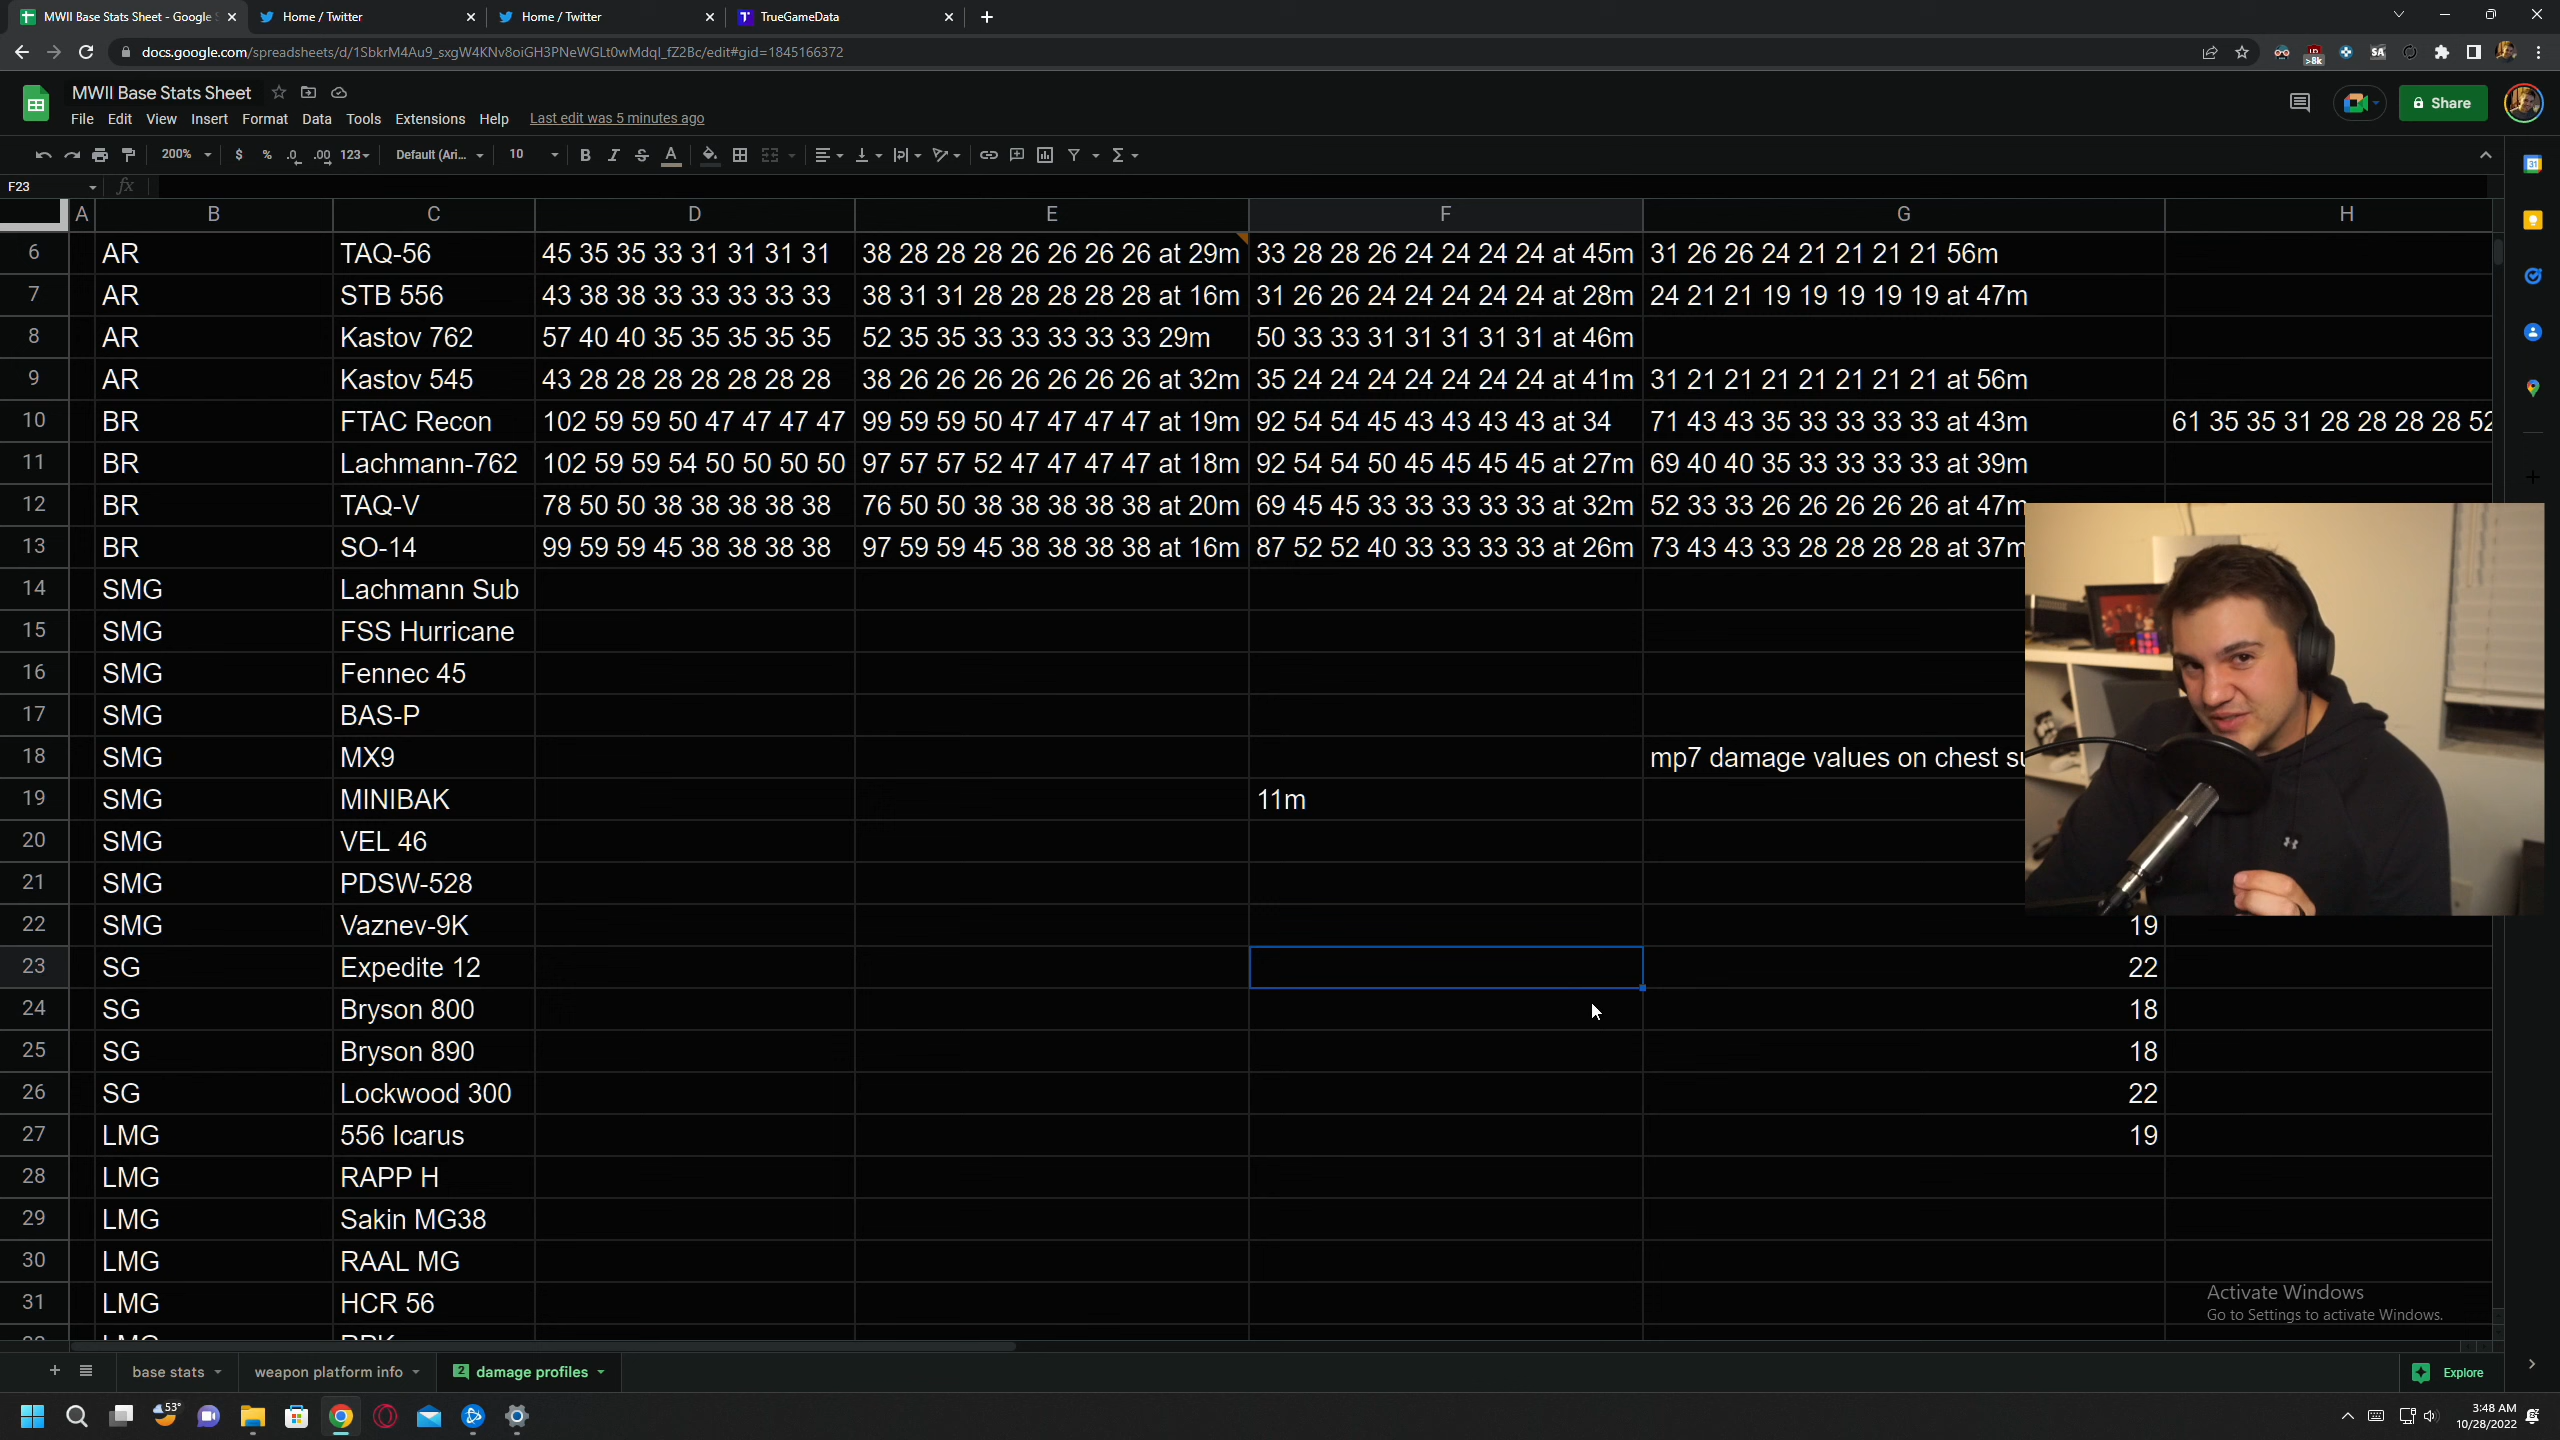 MWII Base Stats Sheet - Google S
Home / Twitter
Home / Twitter
TrueGameData
docs.google.com/spreadsheets/d/1SbkrM4Au9_sxgW4KNv8oiGH3PNeWGLt0wMdqI_fZ2Bc/edit#gid=1845166372
>8k
MWII Base Stats Sheet
File Edit View Insert Format Data Tools Extensions Help Last edit was 5 minutes ago
Share
200% $ % .0 .00 123 Default (Ari... 10 B I S A
F23 fx
A B C D E F G H
6 AR TAQ-56 45 35 35 33 31 31 31 31 38 28 28 28 26 26 26 26 at 29m 33 28 28 26 24 24 24 24 at 45m 31 26 26 24 21 21 21 21 56m
7 AR STB 556 43 38 38 33 33 33 33 33 38 31 31 28 28 28 28 28 at 16m 31 26 26 24 24 24 24 24 at 28m 24 21 21 19 19 19 19 19 at 47m
8 AR Kastov 762 57 40 40 35 35 35 35 35 52 35 35 33 33 33 33 33 29m 50 33 33 31 31 31 31 31 at 46m
9 AR Kastov 545 43 28 28 28 28 28 28 28 38 26 26 26 26 26 26 26 at 32m 35 24 24 24 24 24 24 24 at 41m 31 21 21 21 21 21 21 21 at 56m
10 BR FTAC Recon 102 59 59 50 47 47 47 47 99 59 59 50 47 47 47 47 at 19m 92 54 54 45 43 43 43 43 at 34 71 43 43 35 33 33 33 33 at 43m 61 35 35 31 28 28 28 28 52
11 BR Lachmann-762 102 59 59 54 50 50 50 50 97 57 57 52 47 47 47 47 at 18m 92 54 54 50 45 45 45 45 at 27m 69 40 40 35 33 33 33 33 at 39m
12 BR TAQ-V 78 50 50 38 38 38 38 38 76 50 50 38 38 38 38 38 at 20m 69 45 45 33 33 33 33 33 at 32m 52 33 33 26 26 26 26 26 at 47m
13 BR SO-14 99 59 59 45 38 38 38 38 97 59 59 45 38 38 38 38 at 16m 87 52 52 40 33 33 33 33 at 26m 73 43 43 33 28 28 28 28 at 37m
14 SMG Lachmann Sub
15 SMG FSS Hurricane
16 SMG Fennec 45
17 SMG BAS-P
18 SMG MX9 mp7 damage values on chest su
19 SMG MINIBAK 11m
20 SMG VEL 46
21 SMG PDSW-528
22 SMG Vaznev-9K 19
23 SG Expedite 12 22
24 SG Bryson 800 18
25 SG Bryson 890 18
26 SG Lockwood 300 22
27 LMG 556 Icarus 19
28 LMG RAPP H
29 LMG Sakin MG38
30 LMG RAAL MG
31 LMG HCR 56
Activate Windows
Go to Settings to activate Windows.
base stats weapon platform info 2 damage profiles Explore
53°
3:48 AM
10/28/2022